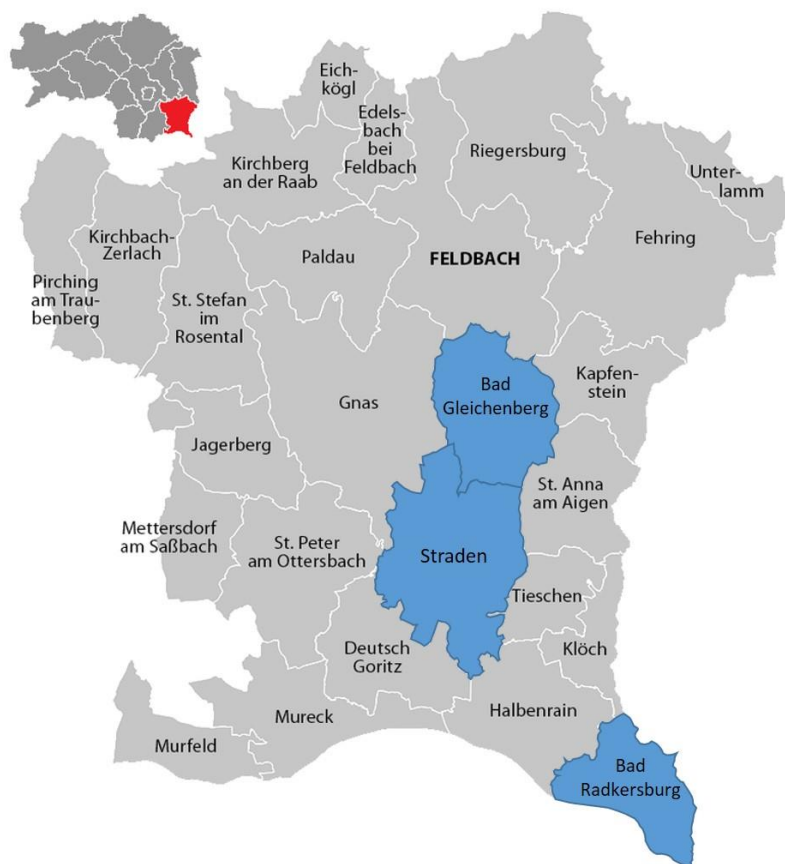 Eich-
kögl
Edels-
bach
bei
Feldbach
Riegersburg
Kirchberg
an der Raab
Unter-
lamm
Kirchbach-
Zerlach
Paldau
FELDBACH
Fehring
Pirching
am Trau-
benberg
St. Stefan
im
Rosental
Bad
Gleichenberg
Kapfen-
stein
Gnas
Jagerberg
St. Anna
am Aigen
Mettersdorf
am Saßbach
St. Peter
am Ottersbach
Straden
Tieschen
Deutsch
Goritz
Klöch
Halbenrain
Mureck
Murfeld
Bad
Radkersburg